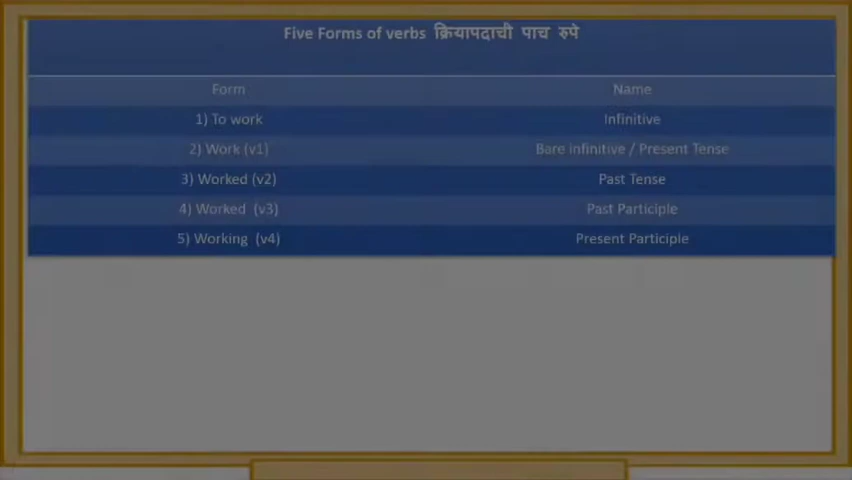 Five Forms of verbs क्रियापदाची पाच रुपे
Form Name
1) To work Infinitive
2) Work (v1) Bare infinitive / Present Tense
3) Worked (v2) Past Tense
4) Worked (v3) Past Participle
5) Working (v4) Present Participle